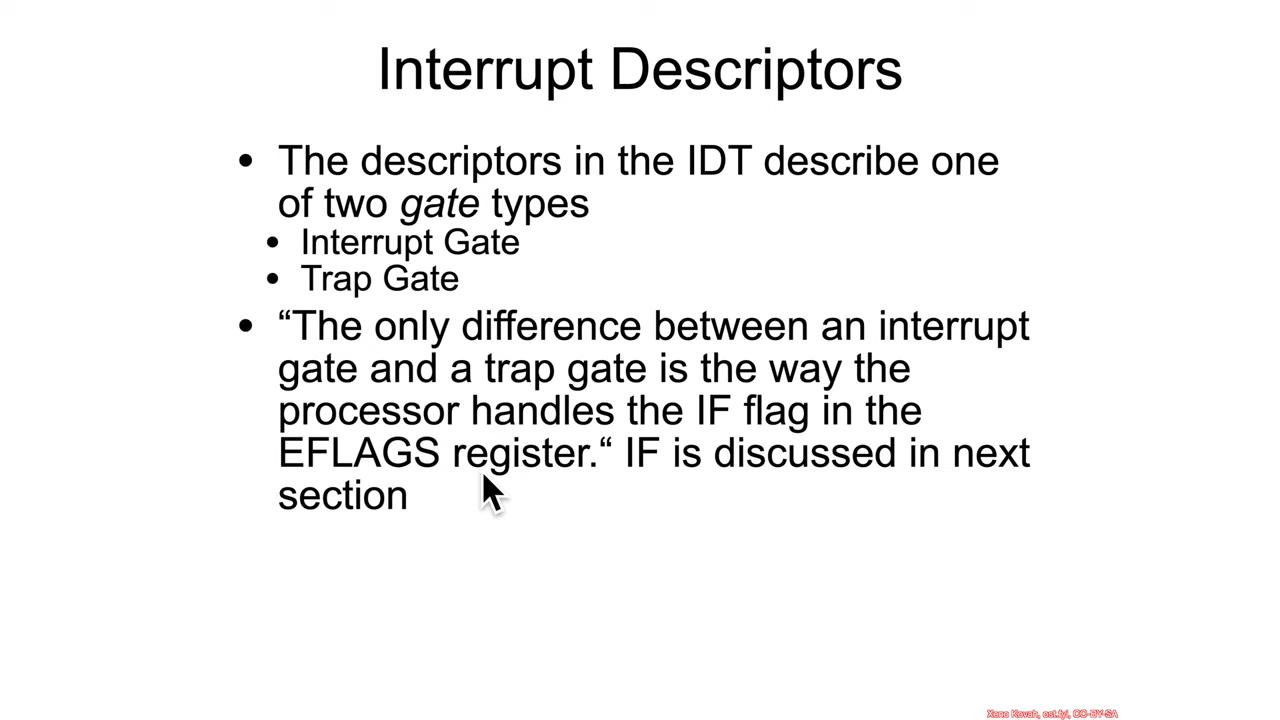 Interrupt Descriptors
• The descriptors in the IDT describe one
of two gate types
• Interrupt Gate
• Trap Gate
• “The only difference between an interrupt
gate and a trap gate is the way the
processor handles the IF flag in the
EFLAGS register.“ IF is discussed in next
section
Xeno Kovah, ost.fyi, CC-BY-SA